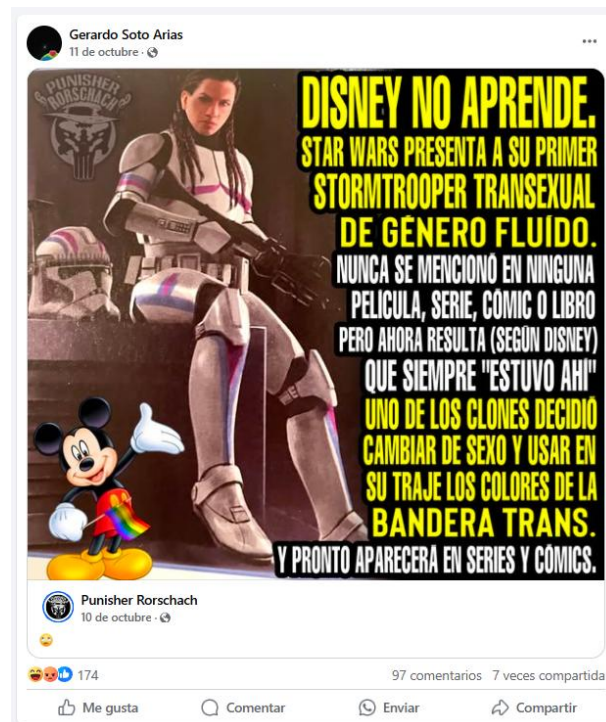 Gerardo Soto Arias
11 de octubre ·
PUNISHER
RORSCHACH
DISNEY NO APRENDE.
STAR WARS PRESENTA A SU PRIMER
STORMTROOPER TRANSEXUAL
DE GÉNERO FLUÍDO.
NUNCA SE MENCIONÓ EN NINGUNA
PELICULA, SERIE, CÓMIC O LIBRO
PERO AHORA RESULTA (SEGÚN DISNEY)
QUE SIEMPRE "ESTUVO AHI"
UNO DE LOS CLONES DECIDIÓ
CAMBIAR DE SEXO Y USAR EN
SU TRAJE LOS COLORES DE LA
BANDERA TRANS.
Y PRONTO APARECERÁ EN SERIES Y CÓMICS.
Punisher Rorschach
10 de octubre ·
174
97 comentarios 7 veces compartida
Me gusta Comentar Enviar Compartir